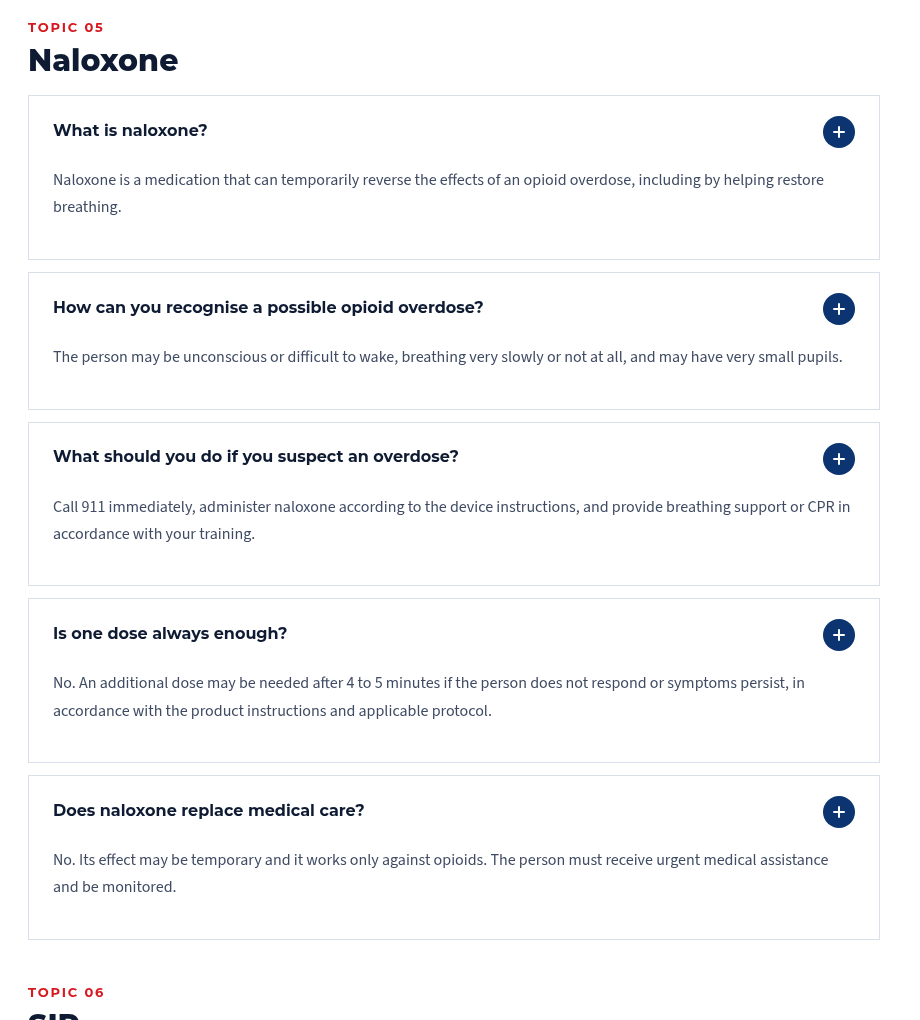 TOPIC 05
Naloxone
What is naloxone?
Naloxone is a medication that can temporarily reverse the effects of an opioid overdose, including by helping restore
breathing.
How can you recognise a possible opioid overdose?
The person may be unconscious or difficult to wake, breathing very slowly or not at all, and may have very small pupils.
What should you do if you suspect an overdose?
Call 911 immediately, administer naloxone according to the device instructions, and provide breathing support or CPR in
accordance with your training.
Is one dose always enough?
No. An additional dose may be needed after 4 to 5 minutes if the person does not respond or symptoms persist, in
accordance with the product instructions and applicable protocol.
Does naloxone replace medical care?
No. Its effect may be temporary and it works only against opioids. The person must receive urgent medical assistance
and be monitored.
TOPIC 06